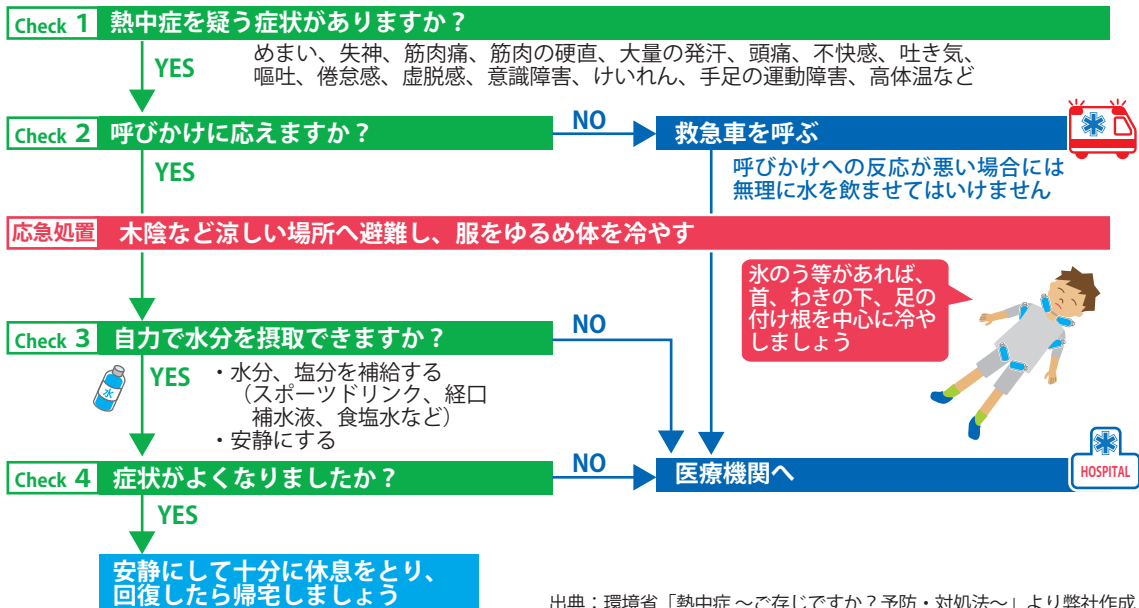 Check 1 熱中症を疑う症状がありますか？
YES
めまい、失神、筋肉痛、筋肉の硬直、大量の発汗、頭痛、不快感、吐き気、
嘔吐、倦怠感、虚脱感、意識障害、けいれん、手足の運動障害、高体温など
Check 2 呼びかけに応えますか？
NO
救急車を呼ぶ
YES
呼びかけへの反応が悪い場合には
無理に水を飲ませてはいけません
応急処置 木陰など涼しい場所へ避難し、服をゆるめ体を冷やす
氷のう等があれば、
首、わきの下、足の
付け根を中心に冷や
しましょう
Check 3 自力で水分を摂取できますか？
NO
水
YES
・水分、塩分を補給する
（スポーツドリンク、経口
補水液、食塩水など）
・安静にする
Check 4 症状がよくなりましたか？
NO
医療機関へ
HOSPITAL
YES
安静にして十分に休息をとり、
回復したら帰宅しましょう
出典：環境省「熱中症 ～ご存じですか？予防・対処法～」より弊社作成